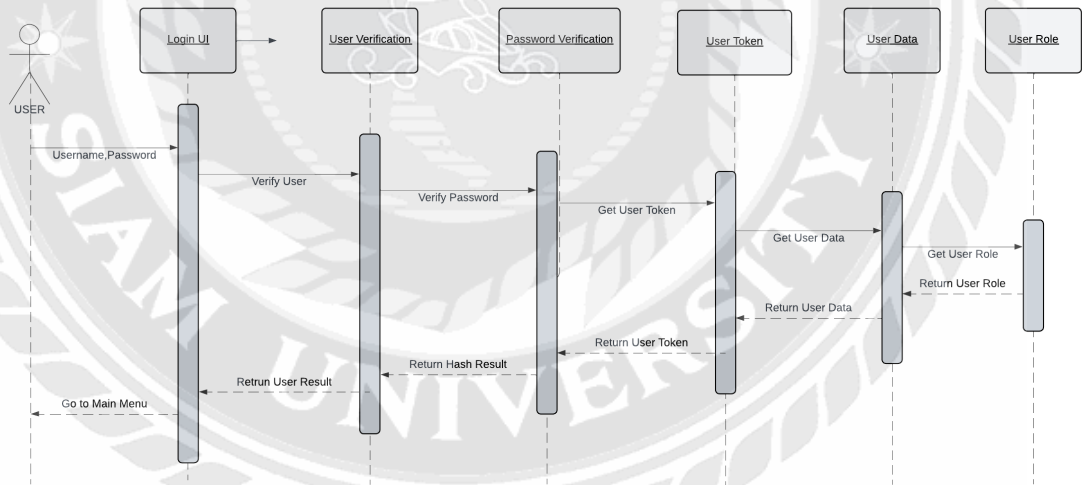 Login UI
User Verification
Password Verification
User Token
User Data
User Role
USER
Username,Password
Verify User
Verify Password
Get User Token
Get User Data
Get User Role
Return User Role
Return User Data
Return User Token
Return Hash Result
Retrun User Result
Go to Main Menu
SIAM UNIVERSITY